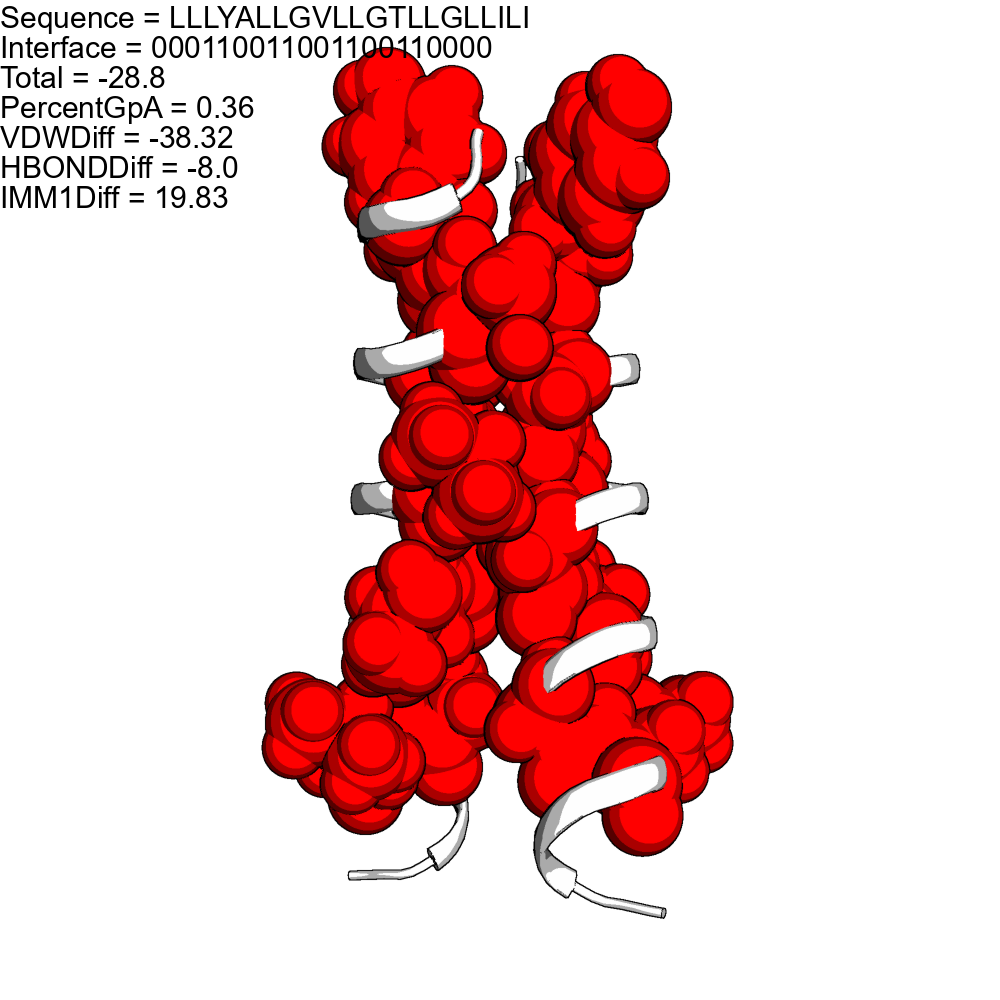 Sequence = LLLYALLGVLLGTLLGLLILI
Interface = 000110011001100110000
Total = -28.8
PercentGpA = 0.36
VDWDiff = -38.32
HBONDDiff = -8.0
IMM1Diff = 19.83